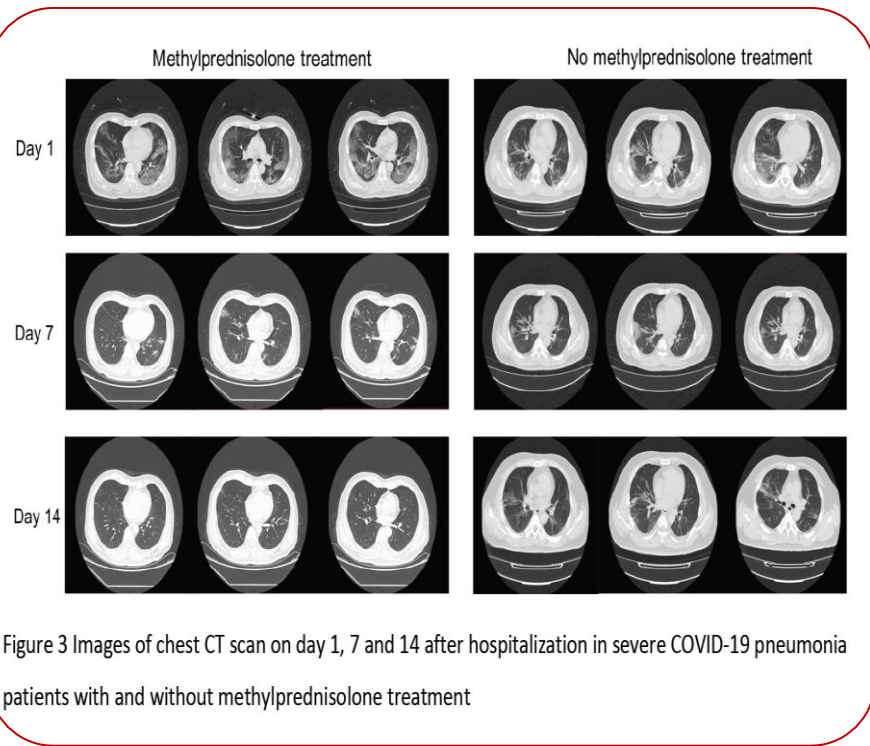 Methylprednisolone treatment
No methylprednisolone treatment
Day 1
Day 7
Day 14
Figure 3 Images of chest CT scan on day 1, 7 and 14 after hospitalization in severe COVID-19 pneumonia
patients with and without methylprednisolone treatment